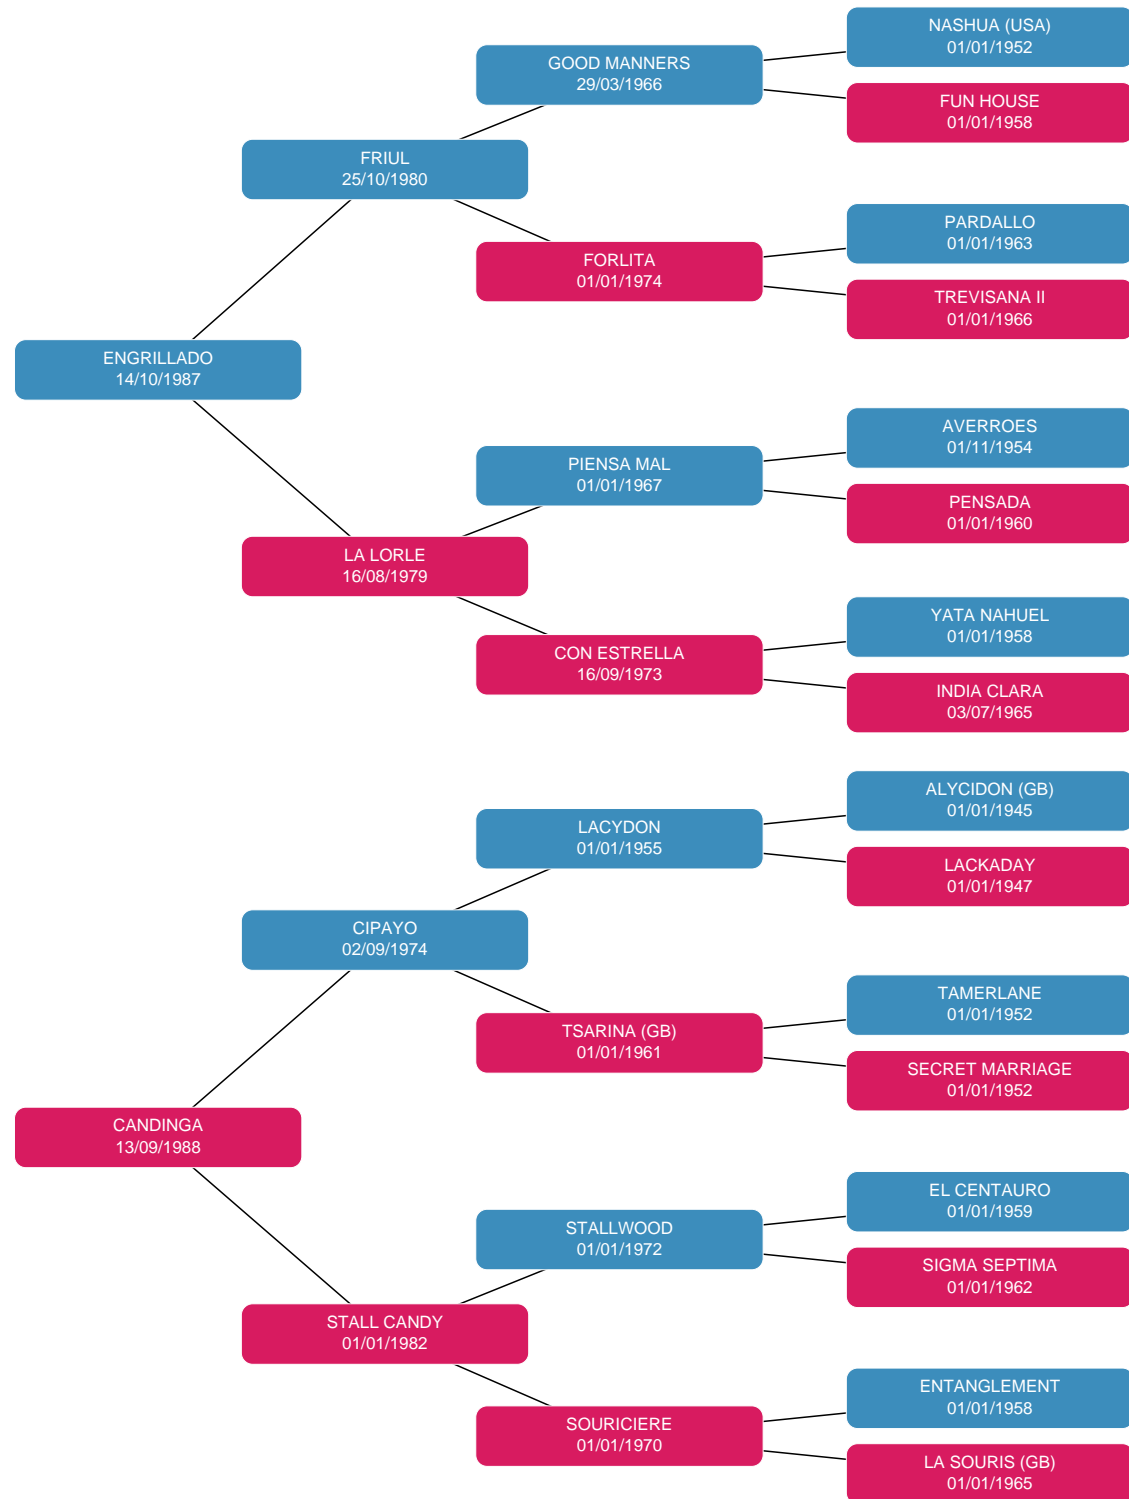 NASHUA (USA)
01/01/1952
GOOD MANNERS
29/03/1966
FUN HOUSE
01/01/1958
FRIUL
25/10/1980
PARDALLO
01/01/1963
FORLITA
01/01/1974
TREVISANA II
01/01/1966
ENGRILLADO
14/10/1987
AVERROES
01/11/1954
PIENSA MAL
01/01/1967
PENSADA
01/01/1960
LA LORLE
16/08/1979
YATA NAHUEL
01/01/1958
CON ESTRELLA
16/09/1973
INDIA CLARA
03/07/1965
ALYCIDON (GB)
01/01/1945
LACYDON
01/01/1955
LACKADAY
01/01/1947
CIPAYO
02/09/1974
TAMERLANE
01/01/1952
TSARINA (GB)
01/01/1961
SECRET MARRIAGE
01/01/1952
CANDINGA
13/09/1988
EL CENTAURO
01/01/1959
STALLWOOD
01/01/1972
SIGMA SEPTIMA
01/01/1962
STALL CANDY
01/01/1982
ENTANGLEMENT
01/01/1958
SOURICIERE
01/01/1970
LA SOURIS (GB)
01/01/1965